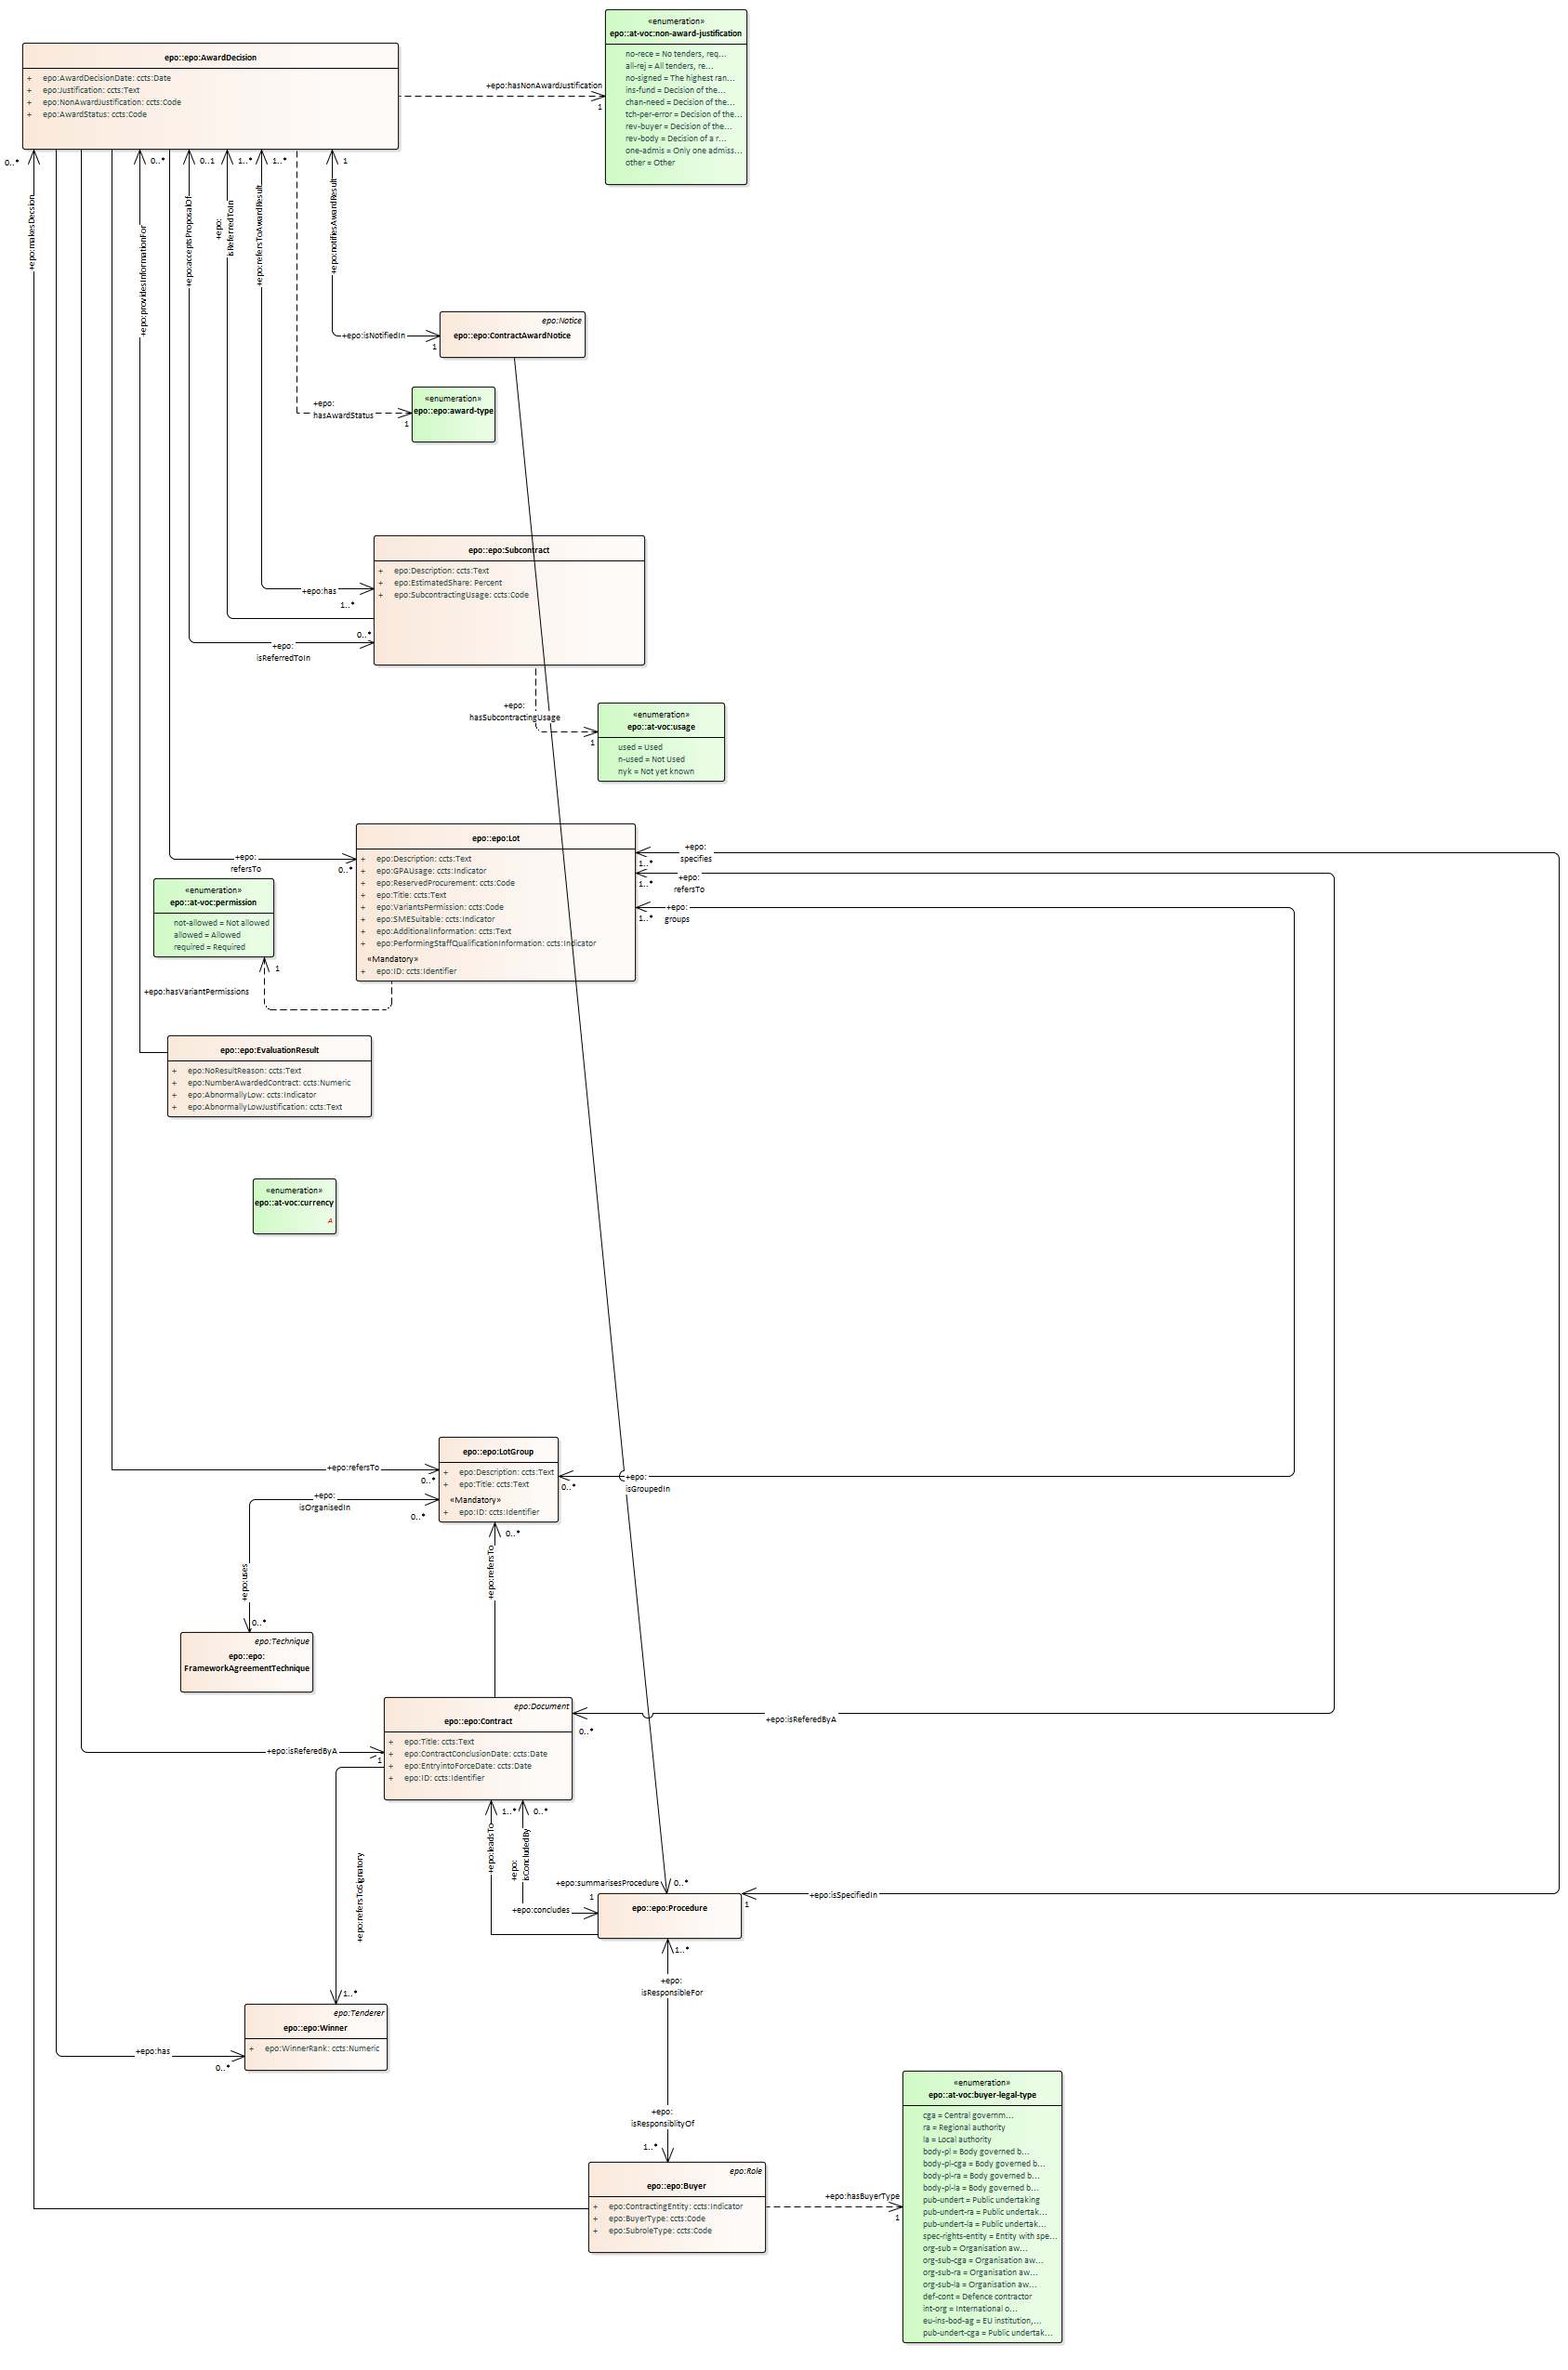 «enumeration»
epo::at-voc:non-award-justification
no-rece = No tenders, req...
all-rej = All tenders, re...
no-signed = The highest ran...
ins-fund = Decision of the...
chan-need = Decision of the...
tch-per-error = Decision of the...
rev-buyer = Decision of the...
rev-body = Decision of a r...
one-admis = Only one admiss...
other = Other
epo::epo:AwardDecision
+ epo:AwardDecisionDate: ccts:Date
+ epo:Justification: ccts:Text
+ epo:NonAwardJustification: ccts:Code
+ epo:AwardStatus: ccts:Code
+epo:hasNonAwardJustification
1
0..*
0..*
0..1
1..*
1..*
1
+epo:makesDecsion
+epo:providesInformationFor
+epo:acceptsProposalOf
+epo:
isReferredToIn
+epo:refersToAwardResult
+epo:notifiesAwardResult
epo:Notice
epo::epo:ContractAwardNotice
+epo:isNotifiedIn
1
«enumeration»
epo::epo:award-type
+epo:
hasAwardStatus
1
epo::epo:Subcontract
+ epo:Description: ccts:Text
+ epo:EstimatedShare: Percent
+ epo:SubcontractingUsage: ccts:Code
+epo:has
1..*
0..*
+epo:
isReferredToIn
+epo:
hasSubcontractingUsage
1
«enumeration»
epo::at-voc:usage
used = Used
n-used = Not Used
nyk = Not yet known
epo::epo:Lot
+ epo:Description: ccts:Text
+ epo:GPAUsage: ccts:Indicator
+ epo:ReservedProcurement: ccts:Code
+ epo:Title: ccts:Text
+ epo:VariantsPermission: ccts:Code
+ epo:SMESuitable: ccts:Indicator
+ epo:AdditionalInformation: ccts:Text
+ epo:PerformingStaffQualificationInformation: ccts:Indicator
«Mandatory»
+ epo:ID: ccts:Identifier
+epo:
refersTo
0..*
+epo:
specifies
1..*
+epo:
refersTo
1..*
+epo:
groups
1..*
«enumeration»
epo::at-voc:permission
not-allowed = Not allowed
allowed = Allowed
required = Required
1
+epo:hasVariantPermissions
epo::epo:EvaluationResult
+ epo:NoResultReason: ccts:Text
+ epo:NumberAwardedContract: ccts:Numeric
+ epo:AbnormallyLow: ccts:Indicator
+ epo:AbnormallyLowJustification: ccts:Text
«enumeration»
epo::at-voc:currency
A
epo::epo:LotGroup
+ epo:Description: ccts:Text
+ epo:Title: ccts:Text
«Mandatory»
+ epo:ID: ccts:Identifier
+epo:refersTo
0..*
+epo:
isOrganisedIn
0..*
0..*
+epo:
isGroupedIn
0..*
+epo:refersTo
+epo:uses
0..*
epo:Technique
epo::epo:
FrameworkAgreementTechnique
epo:Document
epo::epo:Contract
+ epo:Title: ccts:Text
+ epo:ContractConclusionDate: ccts:Date
+ epo:EntryintoForceDate: ccts:Date
+ epo:ID: ccts:Identifier
+epo:isReferedByA
0..*
+epo:isReferedByA
1
1..*
0..*
+epo:leadsTo
+epo:
isConcludedBy
+epo:refersToSignatory
+epo:summarisesProcedure
0..*
1
+epo:concludes
epo::epo:Procedure
+epo:isSpecifiedIn
1
1..*
+epo:
isResponsibleFor
1..*
epo:Tenderer
epo::epo:Winner
+ epo:WinnerRank: ccts:Numeric
+epo:has
0..*
+epo:
isResponsiblityOf
1..*
epo:Role
epo::epo:Buyer
+ epo:ContractingEntity: ccts:Indicator
+ epo:BuyerType: ccts:Code
+ epo:SubroleType: ccts:Code
+epo:hasBuyerType
1
«enumeration»
epo::at-voc:buyer-legal-type
cga = Central governm...
ra = Regional authority
la = Local authority
body-pl = Body governed b...
body-pl-cga = Body governed b...
body-pl-ra = Body governed b...
body-pl-la = Body governed b...
pub-undert = Public undertaking
pub-undert-ra = Public undertak...
pub-undert-la = Public undertak...
spec-rights-entity = Entity with spe...
org-sub = Organisation aw...
org-sub-cga = Organisation aw...
org-sub-ra = Organisation aw...
org-sub-la = Organisation aw...
def-cont = Defence contractor
int-org = International o...
eu-ins-bod-ag = EU institution,...
pub-undert-cga = Public undertak...